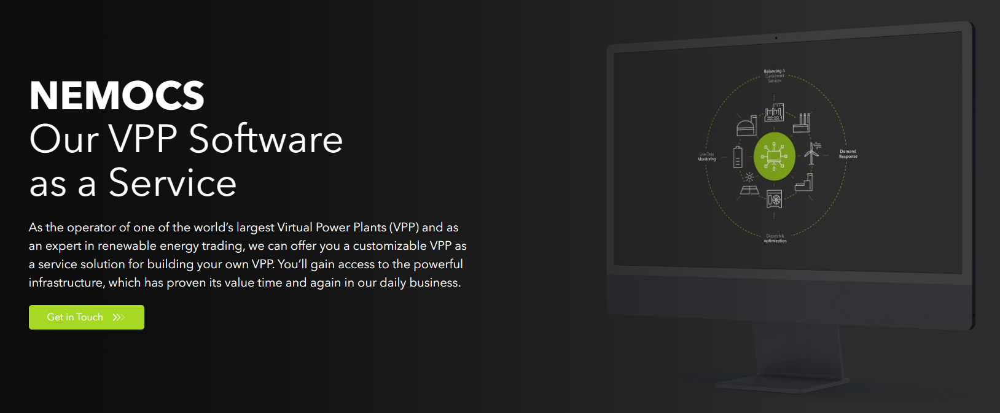 NEMOCS
Our VPP Software
as a Service
As the operator of one of the world’s largest Virtual Power Plants (VPP) and as
an expert in renewable energy trading, we can offer you a customizable VPP as
a service solution for building your own VPP. You’ll gain access to the powerful
infrastructure, which has proven its value time and again in our daily business.
Get in Touch
Balancing &
Curtailment
Services
Live Data
Monitoring
Demand
Response
Dispatch &
optimization